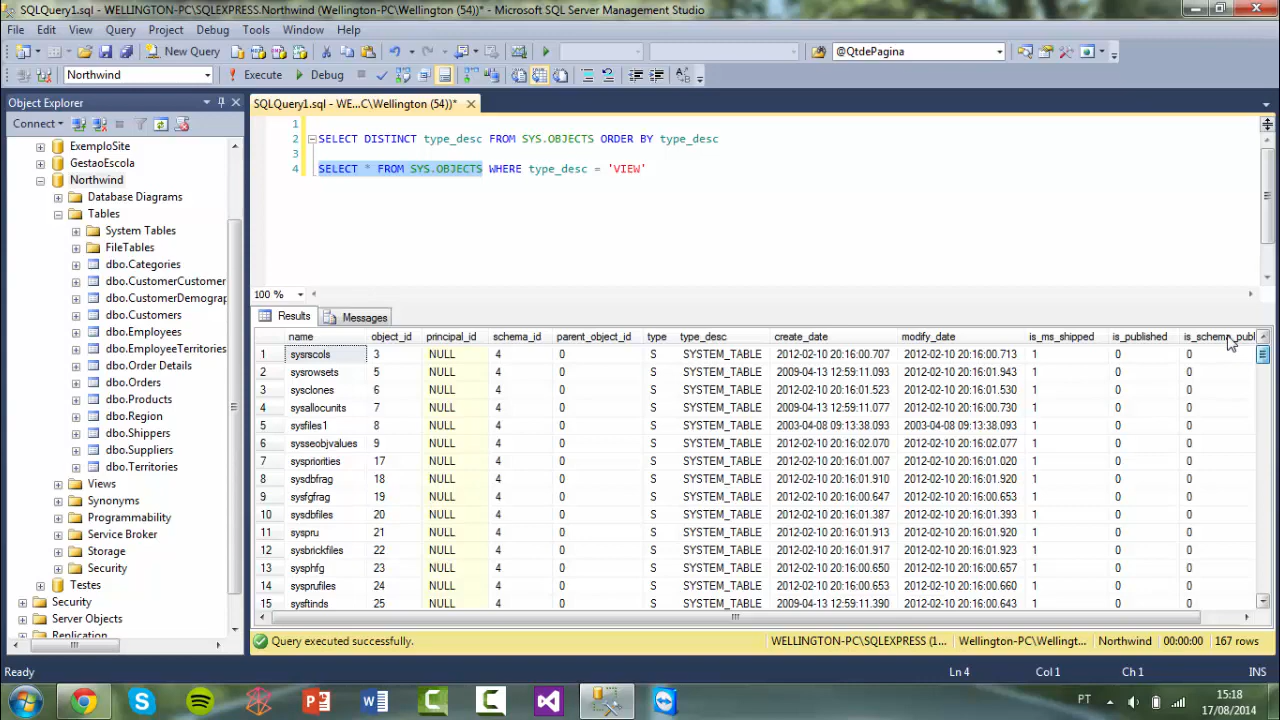 SQLQuery1.sql - WELLINGTON-PC\SQLEXPRESS.Northwind (Wellington-PC\Wellington (54))* - Microsoft SQL Server Management Studio
File Edit View Query Project Debug Tools Window Help
New Query @QtdePagina
Northwind Execute Debug
Object Explorer
SQLQuery1.sql - WE...C\Wellington (54))*
Connect
ExemploSite
GestaoEscola
Northwind
Database Diagrams
Tables
System Tables
FileTables
dbo.Categories
dbo.CustomerCustomer
dbo.CustomerDemograp
dbo.Customers
dbo.Employees
dbo.EmployeeTerritories
dbo.Order Details
dbo.Orders
dbo.Products
dbo.Region
dbo.Shippers
dbo.Suppliers
dbo.Territories
Views
Synonyms
Programmability
Service Broker
Storage
Security
Testes
Security
Server Objects
Replication
1
2 SELECT DISTINCT type_desc FROM SYS.OBJECTS ORDER BY type_desc
3
4 SELECT * FROM SYS.OBJECTS WHERE type_desc = 'VIEW'
100 %
Results Messages
name object_id principal_id schema_id parent_object_id type type_desc create_date modify_date is_ms_shipped is_published is_schema_publ
1 sysrscols 3 NULL 4 0 S SYSTEM_TABLE 2012-02-10 20:16:00.707 2012-02-10 20:16:00.713 1 0 0
2 sysrowsets 5 NULL 4 0 S SYSTEM_TABLE 2009-04-13 12:59:11.093 2012-02-10 20:16:01.943 1 0 0
3 sysclones 6 NULL 4 0 S SYSTEM_TABLE 2012-02-10 20:16:01.523 2012-02-10 20:16:01.530 1 0 0
4 sysallocunits 7 NULL 4 0 S SYSTEM_TABLE 2009-04-13 12:59:11.077 2012-02-10 20:16:00.730 1 0 0
5 sysfiles1 8 NULL 4 0 S SYSTEM_TABLE 2003-04-08 09:13:38.093 2003-04-08 09:13:38.093 1 0 0
6 sysseobjvalues 9 NULL 4 0 S SYSTEM_TABLE 2012-02-10 20:16:02.070 2012-02-10 20:16:02.077 1 0 0
7 syspriorities 17 NULL 4 0 S SYSTEM_TABLE 2012-02-10 20:16:01.007 2012-02-10 20:16:01.020 1 0 0
8 sysdbfrag 18 NULL 4 0 S SYSTEM_TABLE 2012-02-10 20:16:01.910 2012-02-10 20:16:01.920 1 0 0
9 sysfgfrag 19 NULL 4 0 S SYSTEM_TABLE 2012-02-10 20:16:00.647 2012-02-10 20:16:00.653 1 0 0
10 sysdbfiles 20 NULL 4 0 S SYSTEM_TABLE 2012-02-10 20:16:01.387 2012-02-10 20:16:01.393 1 0 0
11 syspru 21 NULL 4 0 S SYSTEM_TABLE 2012-02-10 20:16:01.913 2012-02-10 20:16:01.920 1 0 0
12 sysbrickfiles 22 NULL 4 0 S SYSTEM_TABLE 2012-02-10 20:16:01.917 2012-02-10 20:16:01.923 1 0 0
13 sysphfg 23 NULL 4 0 S SYSTEM_TABLE 2012-02-10 20:16:00.650 2012-02-10 20:16:00.657 1 0 0
14 sysprufiles 24 NULL 4 0 S SYSTEM_TABLE 2012-02-10 20:16:00.653 2012-02-10 20:16:00.660 1 0 0
15 sysftinds 25 NULL 4 0 S SYSTEM_TABLE 2009-04-13 12:59:11.390 2012-02-10 20:16:00.643 1 0 0
Query executed successfully. WELLINGTON-PC\SQLEXPRESS (1... Wellington-PC\Wellingt... Northwind 00:00:00 167 rows
Ready Ln 4 Col 1 Ch 1 INS
PT 15:18
17/08/2014